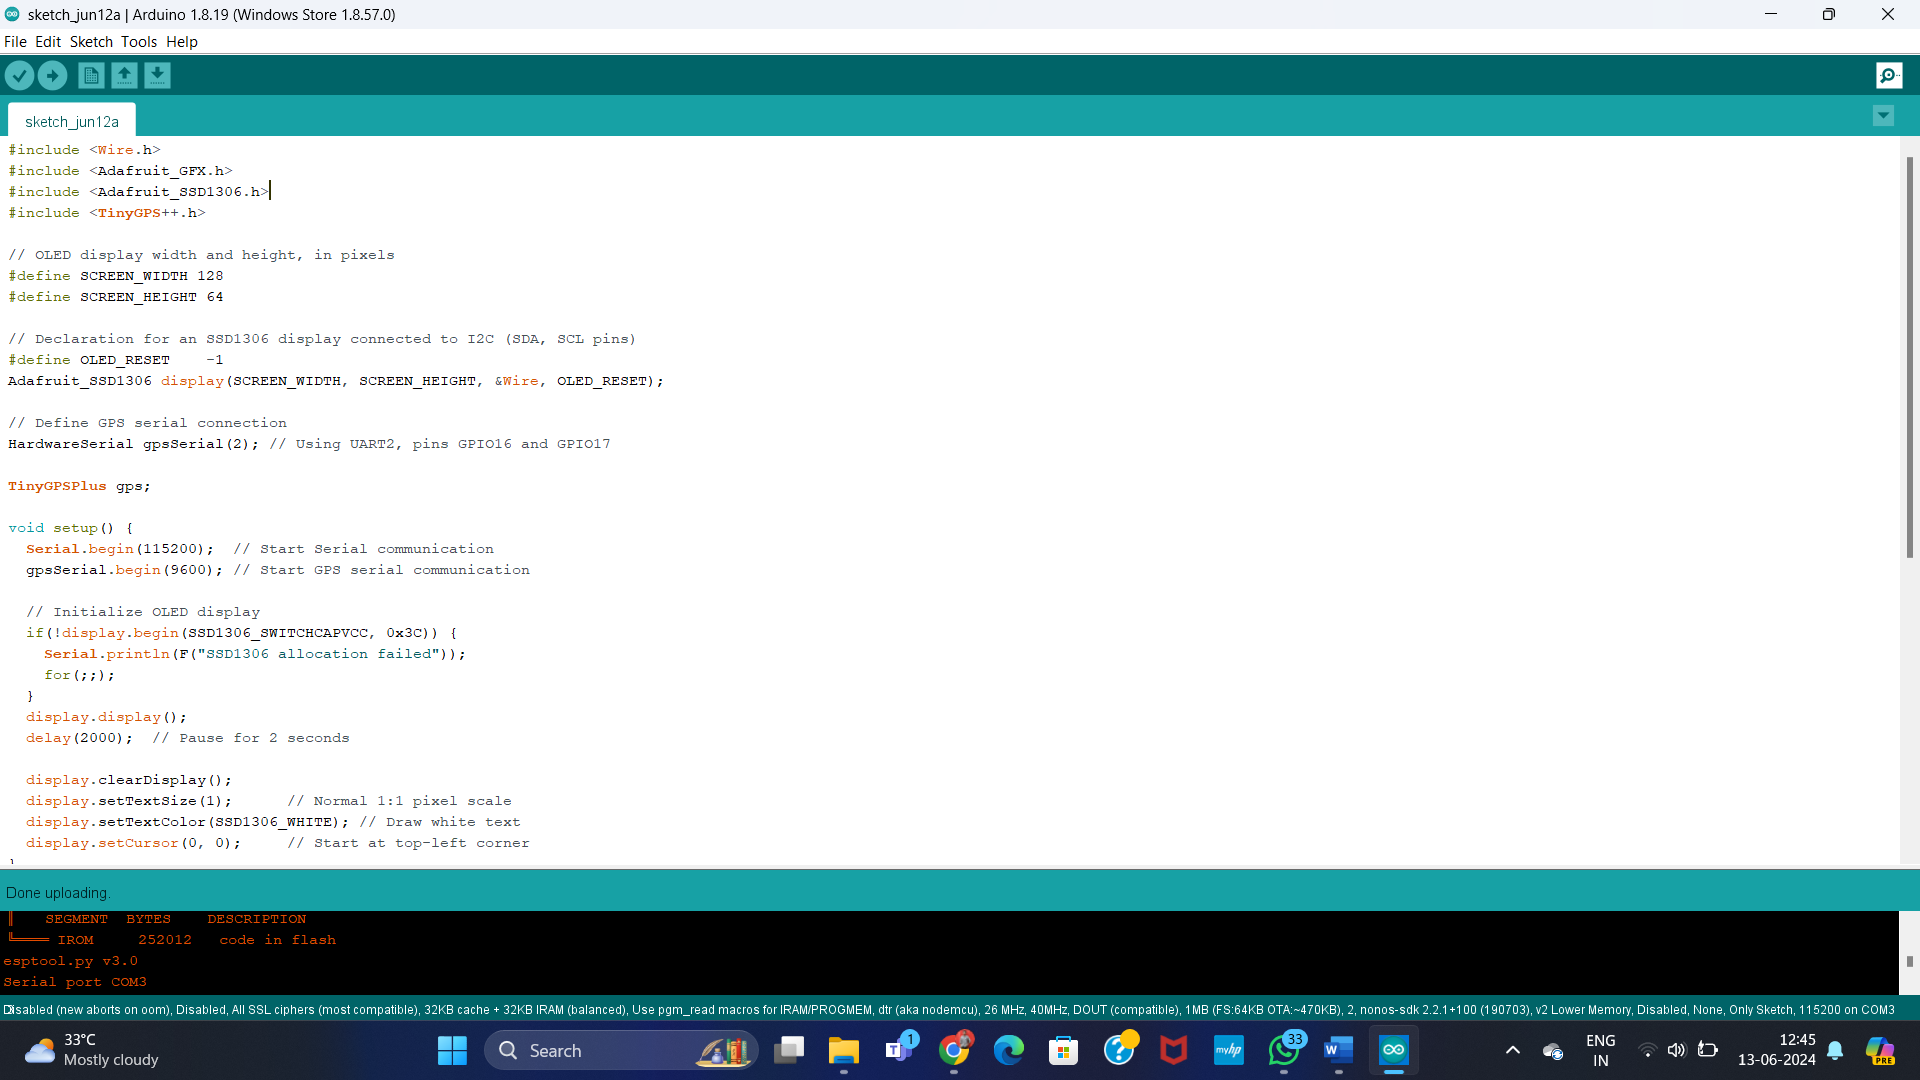 sketch_jun12a | Arduino 1.8.19 (Windows Store 1.8.57.0)
File Edit Sketch Tools Help
sketch_jun12a
#include <Wire.h>
#include <Adafruit_GFX.h>
#include <Adafruit_SSD1306.h>
#include <TinyGPS++.h>
// OLED display width and height, in pixels
#define SCREEN_WIDTH 128
#define SCREEN_HEIGHT 64
// Declaration for an SSD1306 display connected to I2C (SDA, SCL pins)
#define OLED_RESET    -1
Adafruit_SSD1306 display(SCREEN_WIDTH, SCREEN_HEIGHT, &Wire, OLED_RESET);
// Define GPS serial connection
HardwareSerial gpsSerial(2); // Using UART2, pins GPIO16 and GPIO17
TinyGPSPlus gps;
void setup() {
  Serial.begin(115200);  // Start Serial communication
  gpsSerial.begin(9600); // Start GPS serial communication
  // Initialize OLED display
  if(!display.begin(SSD1306_SWITCHCAPVCC, 0x3C)) {
    Serial.println(F("SSD1306 allocation failed"));
    for(;;);
  }
  display.display();
  delay(2000);  // Pause for 2 seconds
  display.clearDisplay();
  display.setTextSize(1);      // Normal 1:1 pixel scale
  display.setTextColor(SSD1306_WHITE); // Draw white text
  display.setCursor(0, 0);     // Start at top-left corner
Done uploading.
SEGMENT  BYTES    DESCRIPTION
IROM     252012   code in flash
esptool.py v3.0
Serial port COM3
Disabled (new aborts on oom), Disabled, All SSL ciphers (most compatible), 32KB cache + 32KB IRAM (balanced), Use pgm_read macros for IRAM/PROGMEM, dtr (aka nodemcu), 26 MHz, 40MHz, DOUT (compatible), 1MB (FS:64KB OTA:~470KB), 2, nonos-sdk 2.2.1+100 (190703), v2 Lower Memory, Disabled, None, Only Sketch, 115200 on COM3
33°C
Mostly cloudy
Search
1
myhp
33
ENG
IN
12:45
13-06-2024
PRE